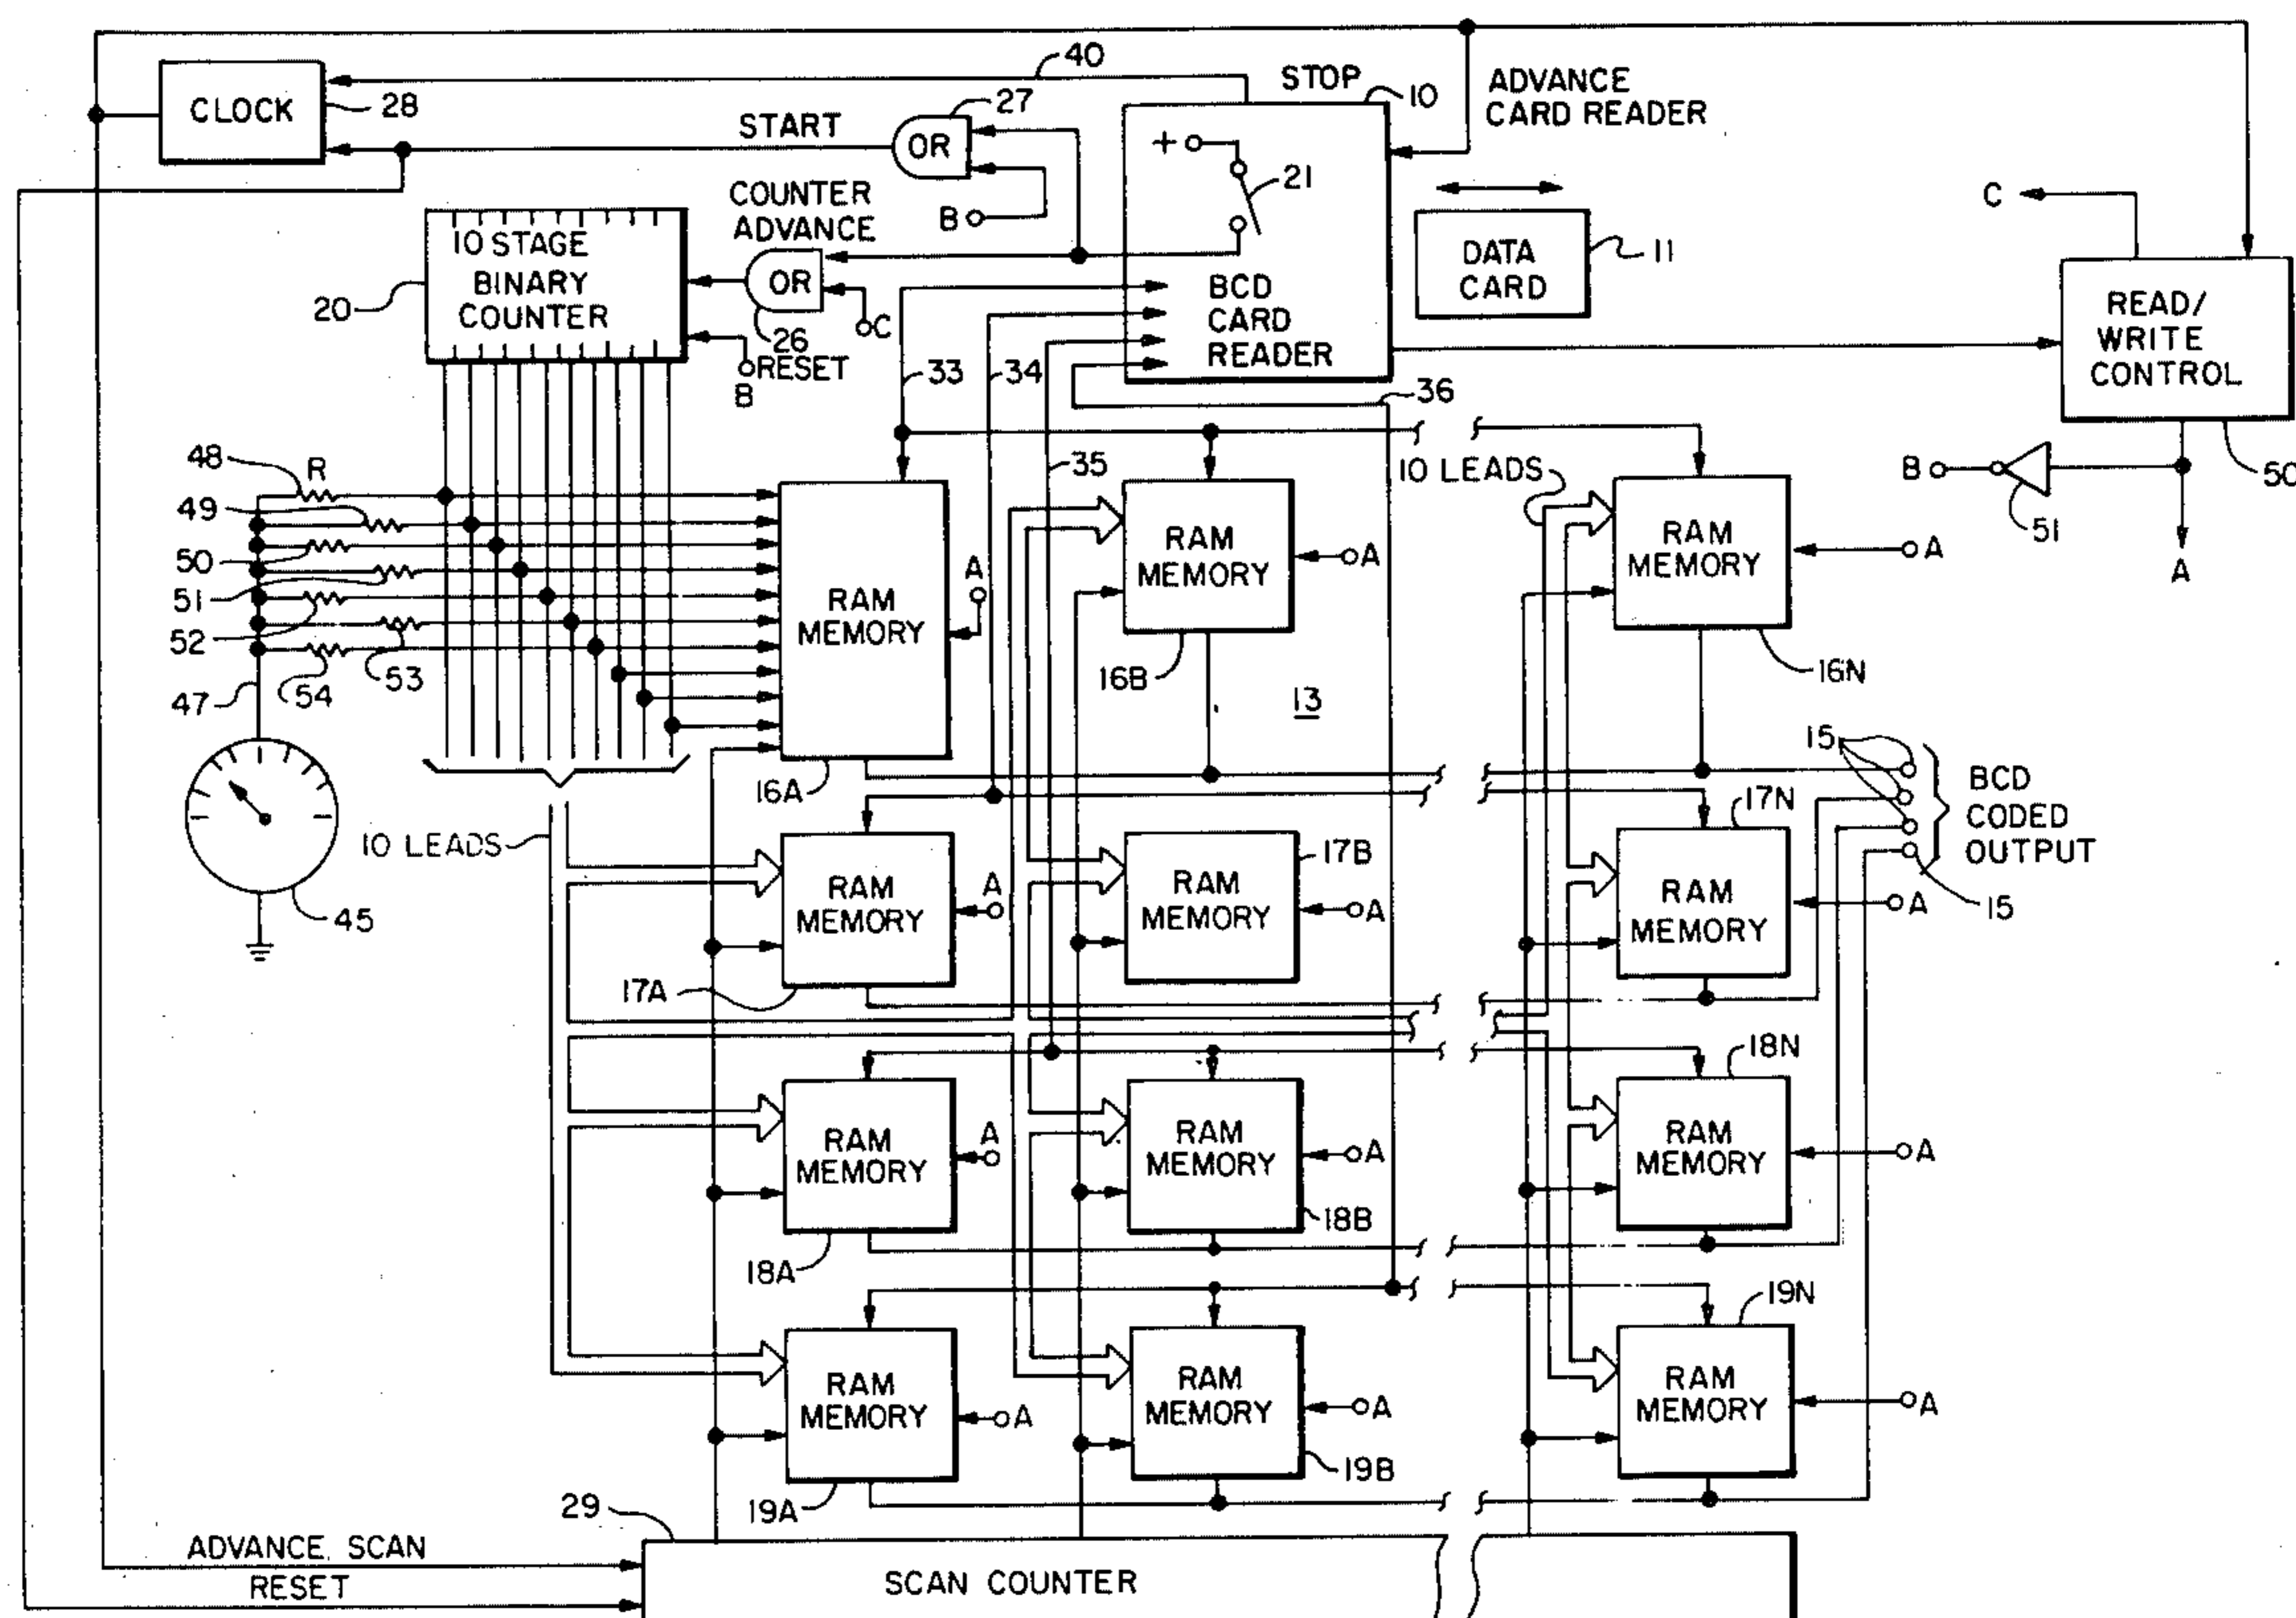 40
STOP
10
ADVANCE
CARD READER
CLOCK
28
START
27
OR
+
21
B
COUNTER
ADVANCE
DATA
CARD
11
C
10 STAGE
BINARY
COUNTER
20
OR
26
C
RESET
B
BCD
CARD
READER
READ/
WRITE
CONTROL
50
33
34
36
35
48
R
49
50
51
52
53
54
47
45
10 LEADS
B
51
A
RAM
MEMORY
16A
A
RAM
MEMORY
16B
A
13
RAM
MEMORY
16N
A
15
BCD
CODED
OUTPUT
15
10 LEADS
RAM
MEMORY
17A
A
RAM
MEMORY
17B
A
RAM
MEMORY
17N
A
RAM
MEMORY
18A
A
RAM
MEMORY
18B
A
RAM
MEMORY
18N
A
RAM
MEMORY
19A
A
RAM
MEMORY
19B
A
RAM
MEMORY
19N
A
29
ADVANCE SCAN
RESET
SCAN COUNTER